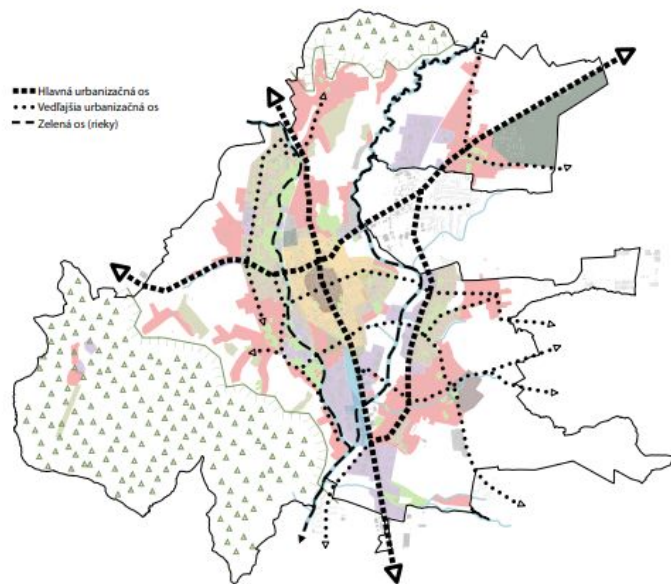 Hlavná urbanizačná os
Vedľajšia urbanizačná os
Zelená os (rieky)